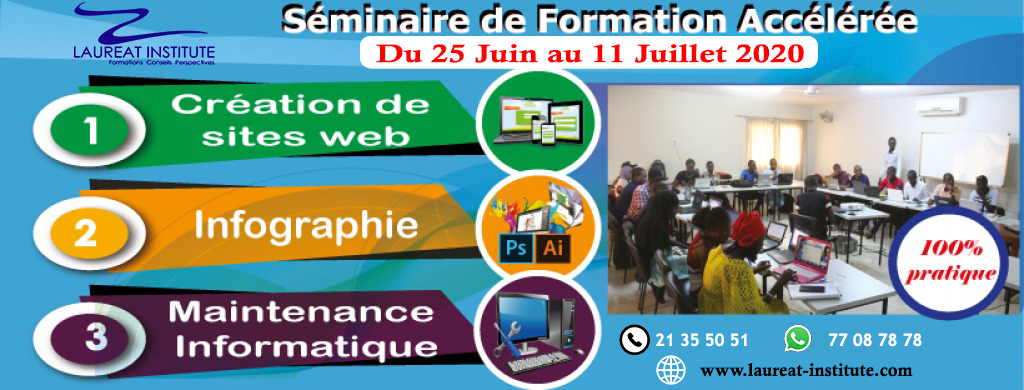 LAUREAT INSTITUTE
Formations Conseils Perspectives
Séminaire de Formation Accélérée
Du 25 Juin au 11 Juillet 2020
1
Création de
sites web
2
Infographie
Ps Ai
3
Maintenance
Informatique
100%
pratique
21 35 50 51
77 08 78 78
www.laureat-institute.com